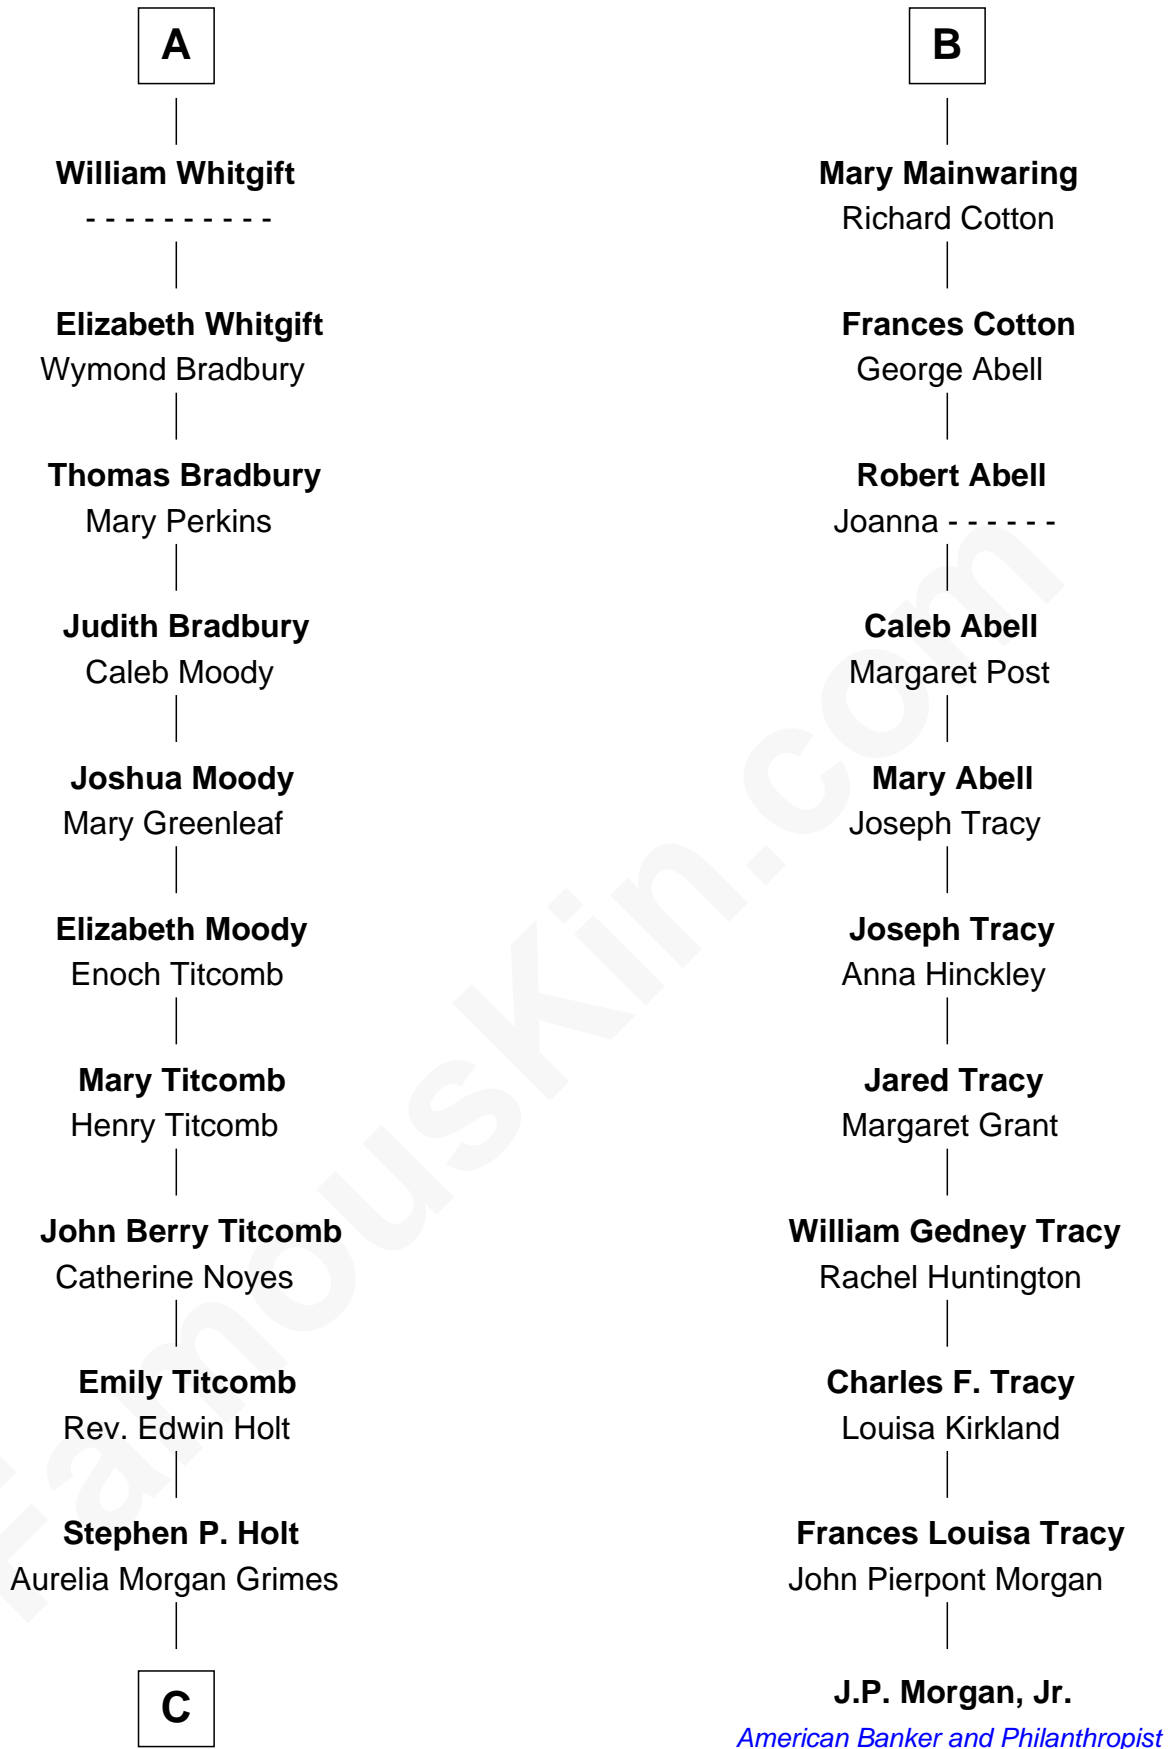 A
William Whitgift
- - - - - - - - - -
Elizabeth Whitgift
Wymond Bradbury
Thomas Bradbury
Mary Perkins
Judith Bradbury
Caleb Moody
Joshua Moody
Mary Greenleaf
Elizabeth Moody
Enoch Titcomb
Mary Titcomb
Henry Titcomb
John Berry Titcomb
Catherine Noyes
Emily Titcomb
Rev. Edwin Holt
Stephen P. Holt
Aurelia Morgan Grimes
C
B
Mary Mainwaring
Richard Cotton
Frances Cotton
George Abell
Robert Abell
Joanna - - - - - -
Caleb Abell
Margaret Post
Mary Abell
Joseph Tracy
Joseph Tracy
Anna Hinckley
Jared Tracy
Margaret Grant
William Gedney Tracy
Rachel Huntington
Charles F. Tracy
Louisa Kirkland
Frances Louisa Tracy
John Pierpont Morgan
J.P. Morgan, Jr.
American Banker and Philanthropist
FamousKin.com